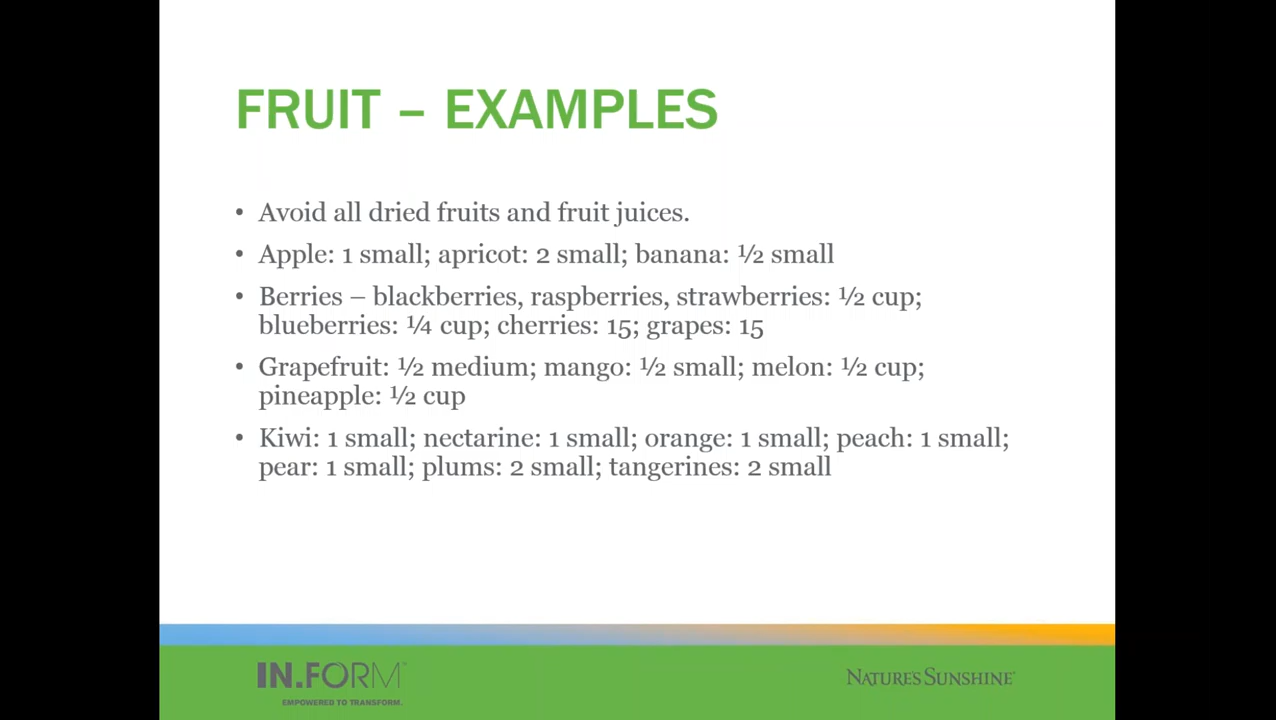 FRUIT – EXAMPLES
• Avoid all dried fruits and fruit juices.
• Apple: 1 small; apricot: 2 small; banana: ½ small
• Berries – blackberries, raspberries, strawberries: ½ cup;
blueberries: ¼ cup; cherries: 15; grapes: 15
• Grapefruit: ½ medium; mango: ½ small; melon: ½ cup;
pineapple: ½ cup
• Kiwi: 1 small; nectarine: 1 small; orange: 1 small; peach: 1 small;
pear: 1 small; plums: 2 small; tangerines: 2 small
IN.FORM
EMPOWERED TO TRANSFORM.
NATURE'S SUNSHINE